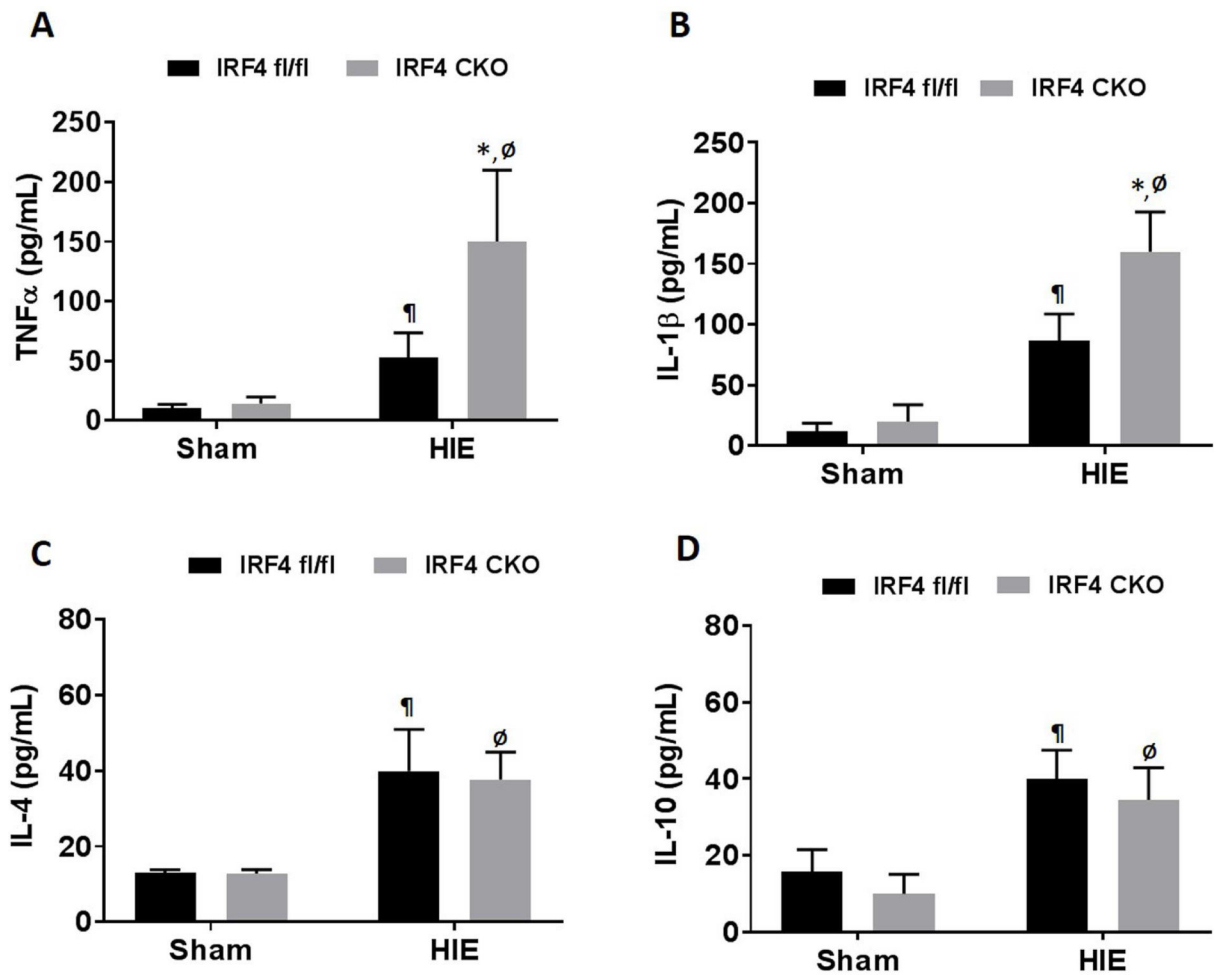 A
IRF4 fl/fl IRF4 CKO
TNFα (pg/mL)
250
200
150
100
50
0
¶
*,ø
Sham HIE
B
IRF4 fl/fl IRF4 CKO
IL-1β (pg/mL)
250
200
150
100
50
0
¶
*,ø
Sham HIE
C
IRF4 fl/fl IRF4 CKO
IL-4 (pg/mL)
80
60
40
20
0
¶
ø
Sham HIE
D
IRF4 fl/fl IRF4 CKO
IL-10 (pg/mL)
80
60
40
20
0
¶
ø
Sham HIE